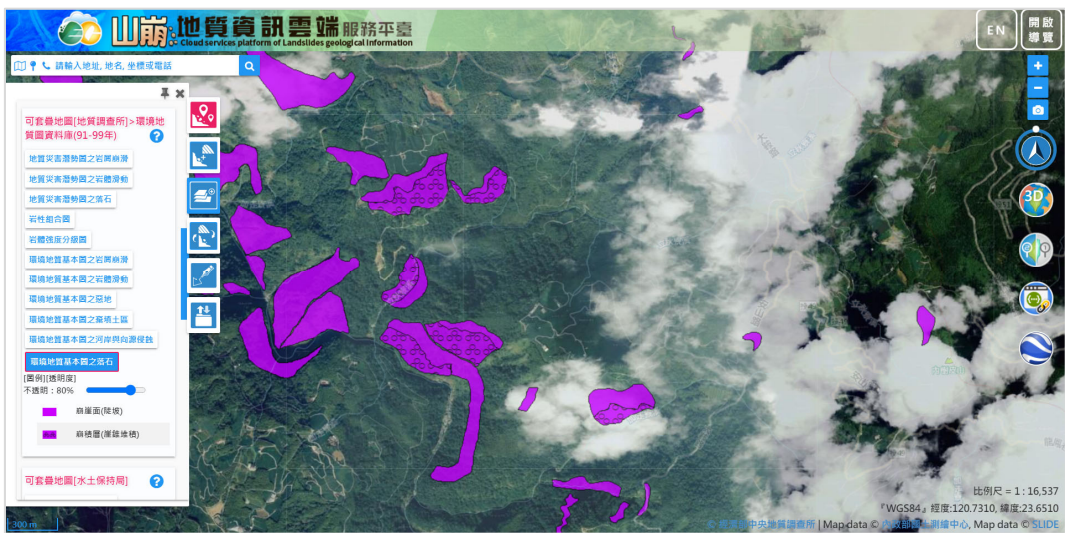 山崩:地質資訊雲端服務平臺
Cloud services platform of Landslides geological Information
EN
開啟
導覽
請輸入地址, 地名, 坐標或電話
可套疊地圖[地質調查所]>環境地
質圖資料庫(91-99年)
地質災害潛勢圖之岩屑崩滑
地質災害潛勢圖之岩體滑動
地質災害潛勢圖之落石
岩性組合圖
岩體強度分級圖
環境地質基本圖之岩屑崩滑
環境地質基本圖之岩體滑動
環境地質基本圖之惡地
環境地質基本圖之棄填土區
環境地質基本圖之河岸與向源侵蝕
環境地質基本圖之落石
[圖例][透明度]
不透明：80%
崩崖面(陡坡)
崩積層(崖錐堆積)
可套疊地圖[水土保持局]
3D
300 m
比例尺 = 1 : 16,537
『WGS84』經度:120.7310, 緯度:23.6510
中央地質調查所 | Map data © 內政部國土測繪中心, Map data © SLIDE